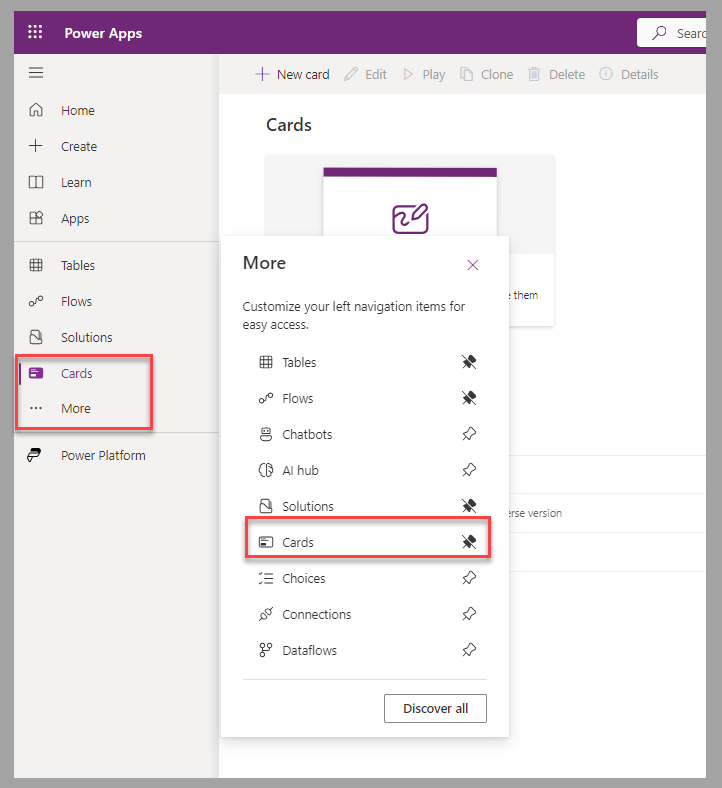 Power Apps
Searc
New card
Edit
Play
Clone
Delete
Details
Home
Create
Learn
Apps
Tables
Flows
Solutions
Cards
More
Power Platform
Cards
e them
erse version
More
Customize your left navigation items for
easy access.
Tables
Flows
Chatbots
AI hub
Solutions
Cards
Choices
Connections
Dataflows
Discover all